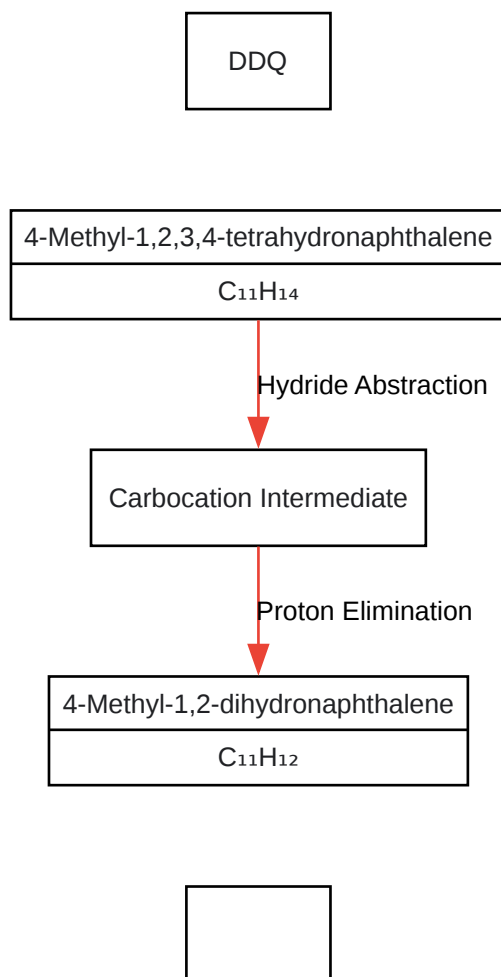 DDQ
4-Methyl-1,2,3,4-tetrahydronaphthalene
C₁₁H₁₄
Hydride Abstraction
Carbocation Intermediate
Proton Elimination
4-Methyl-1,2-dihydronaphthalene
C₁₁H₁₂